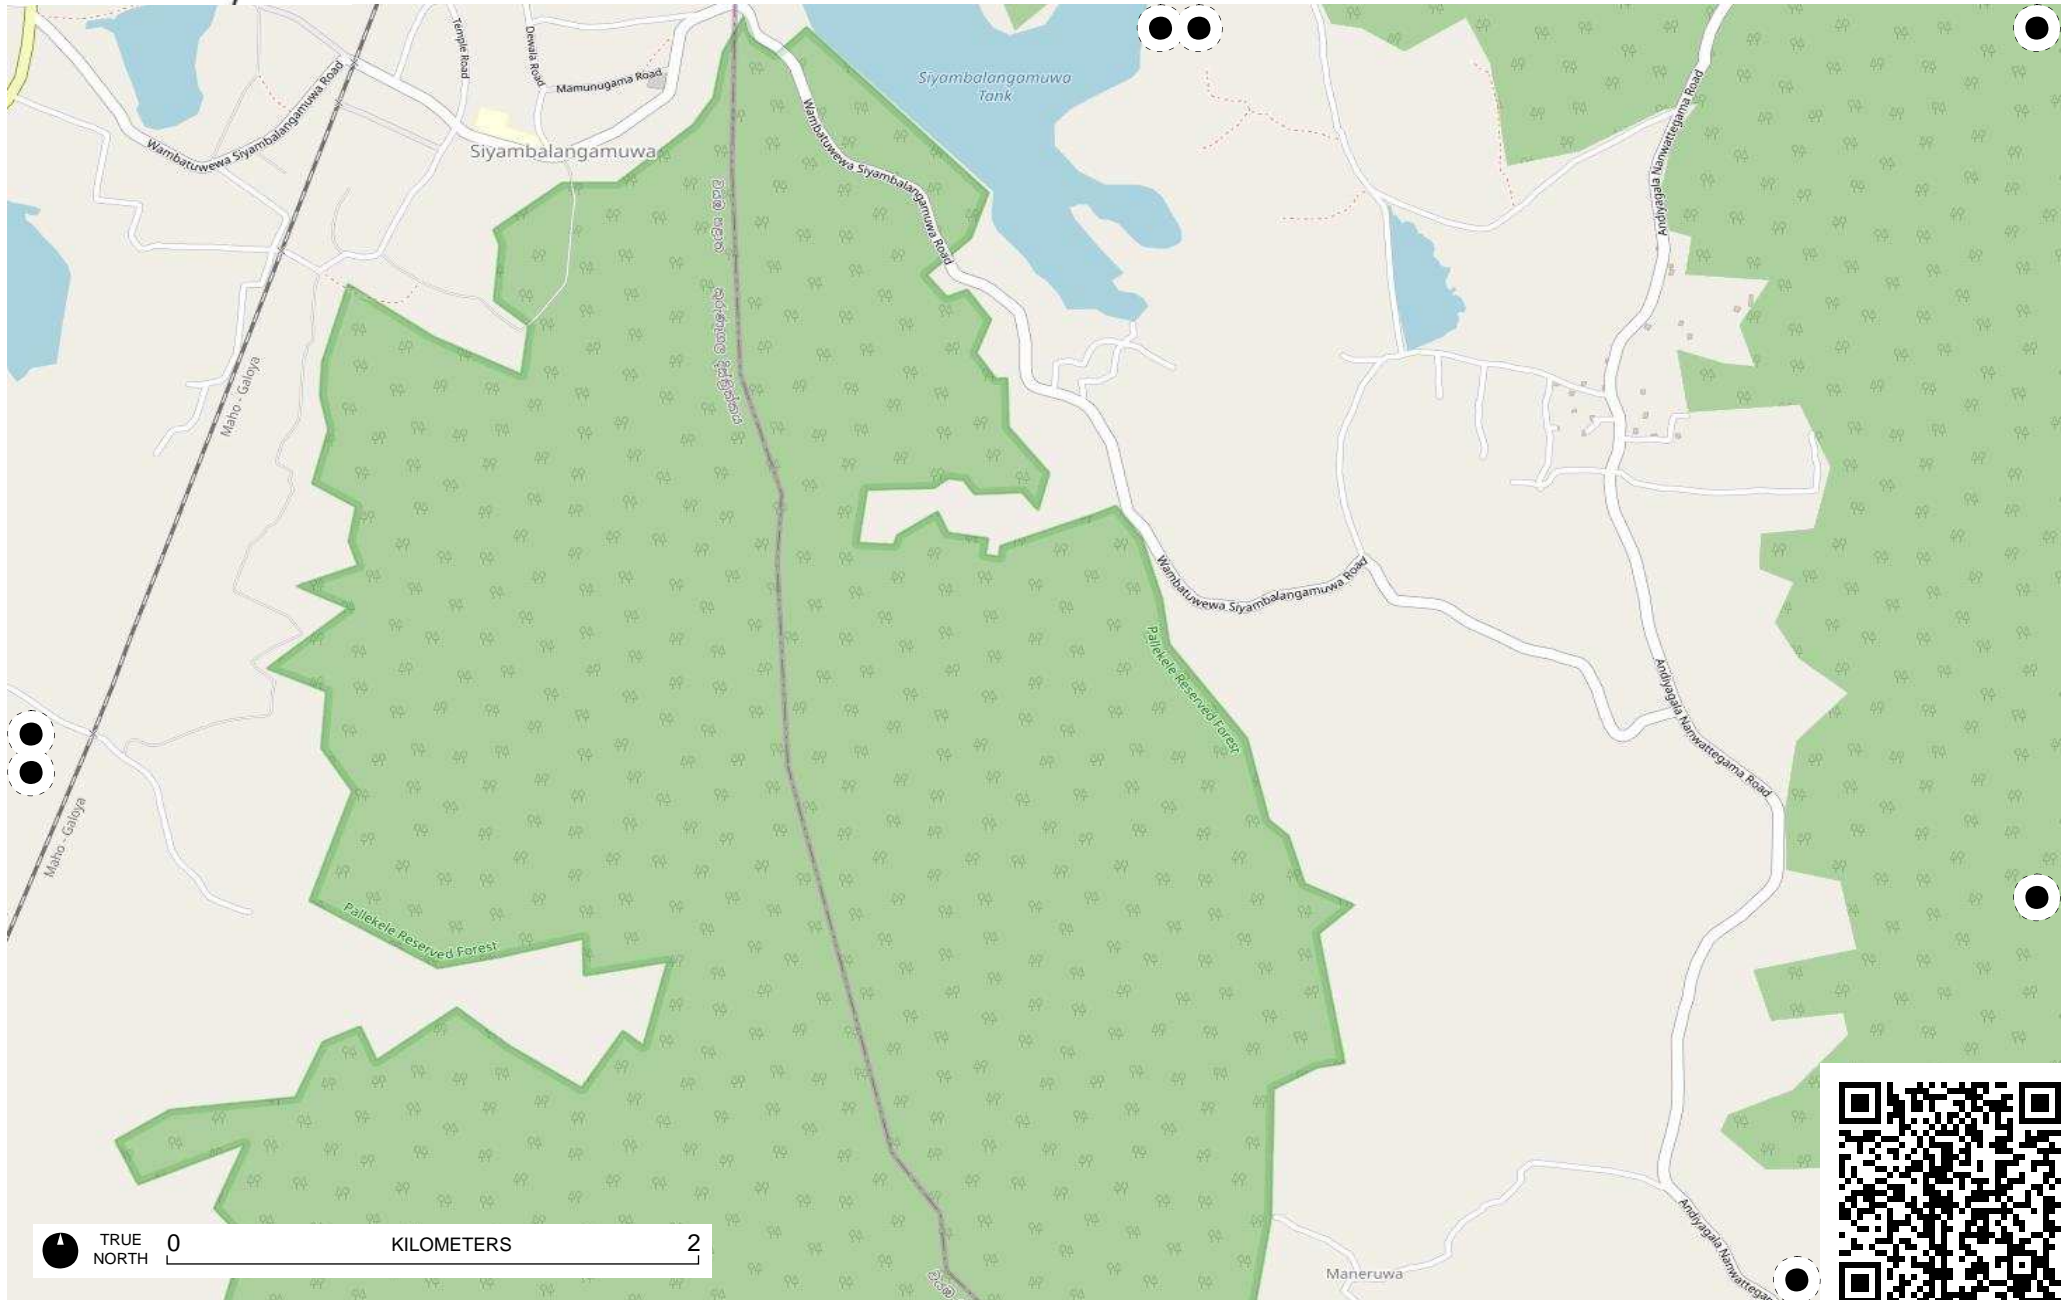 Temple Road
Dewala Road
Mamunugama Road
Siyambalangamuwa
Tank
Wambatuwewa Siyambalangamuwa Road
Siyambalangamuwa
Wambatuwewa Siyambalangamuwa Road
Andiyagala Nanwattegama Road
Maho - Galoya
Wambatuwewa Siyambalangamuwa Road
Pallekele Reserved Forest
Andiyagala Nanwattegama Road
Maho - Galoya
Pallekele Reserved Forest
TRUE
NORTH
0 KILOMETERS 2
Maneruwa
Andiyagala Nanwattegam